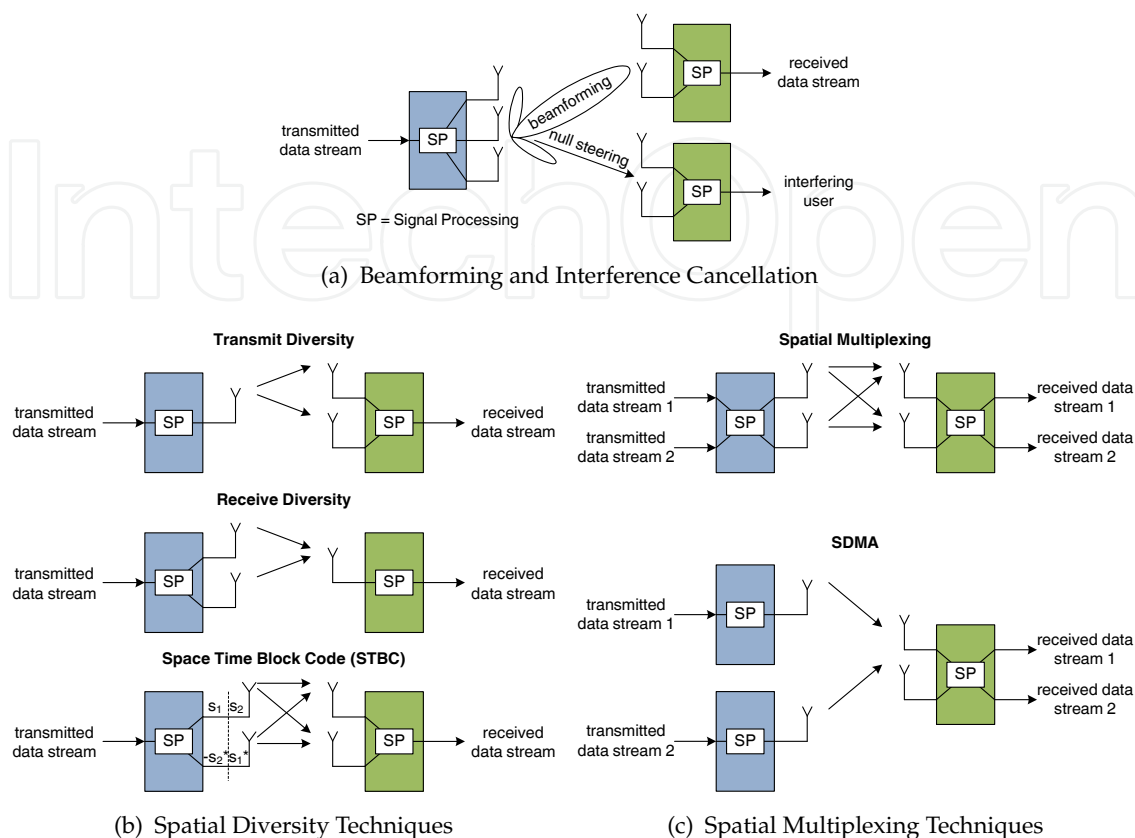 IntechOpen
SP
received
data stream
beamforming
transmitted
data stream
SP
null steering
SP
interfering
user
SP = Signal Processing
(a) Beamforming and Interference Cancellation
Transmit Diversity
transmitted
data stream
SP
SP
received
data stream
Receive Diversity
transmitted
data stream
SP
SP
received
data stream
Space Time Block Code (STBC)
s1 s2
transmitted
data stream
SP
-s2* s1*
SP
received
data stream
(b) Spatial Diversity Techniques
Spatial Multiplexing
transmitted
data stream 1
transmitted
data stream 2
SP
SP
received data
stream 1
received data
stream 2
SDMA
transmitted
data stream 1
SP
transmitted
data stream 2
SP
SP
received data
stream 1
received data
stream 2
(c) Spatial Multiplexing Techniques